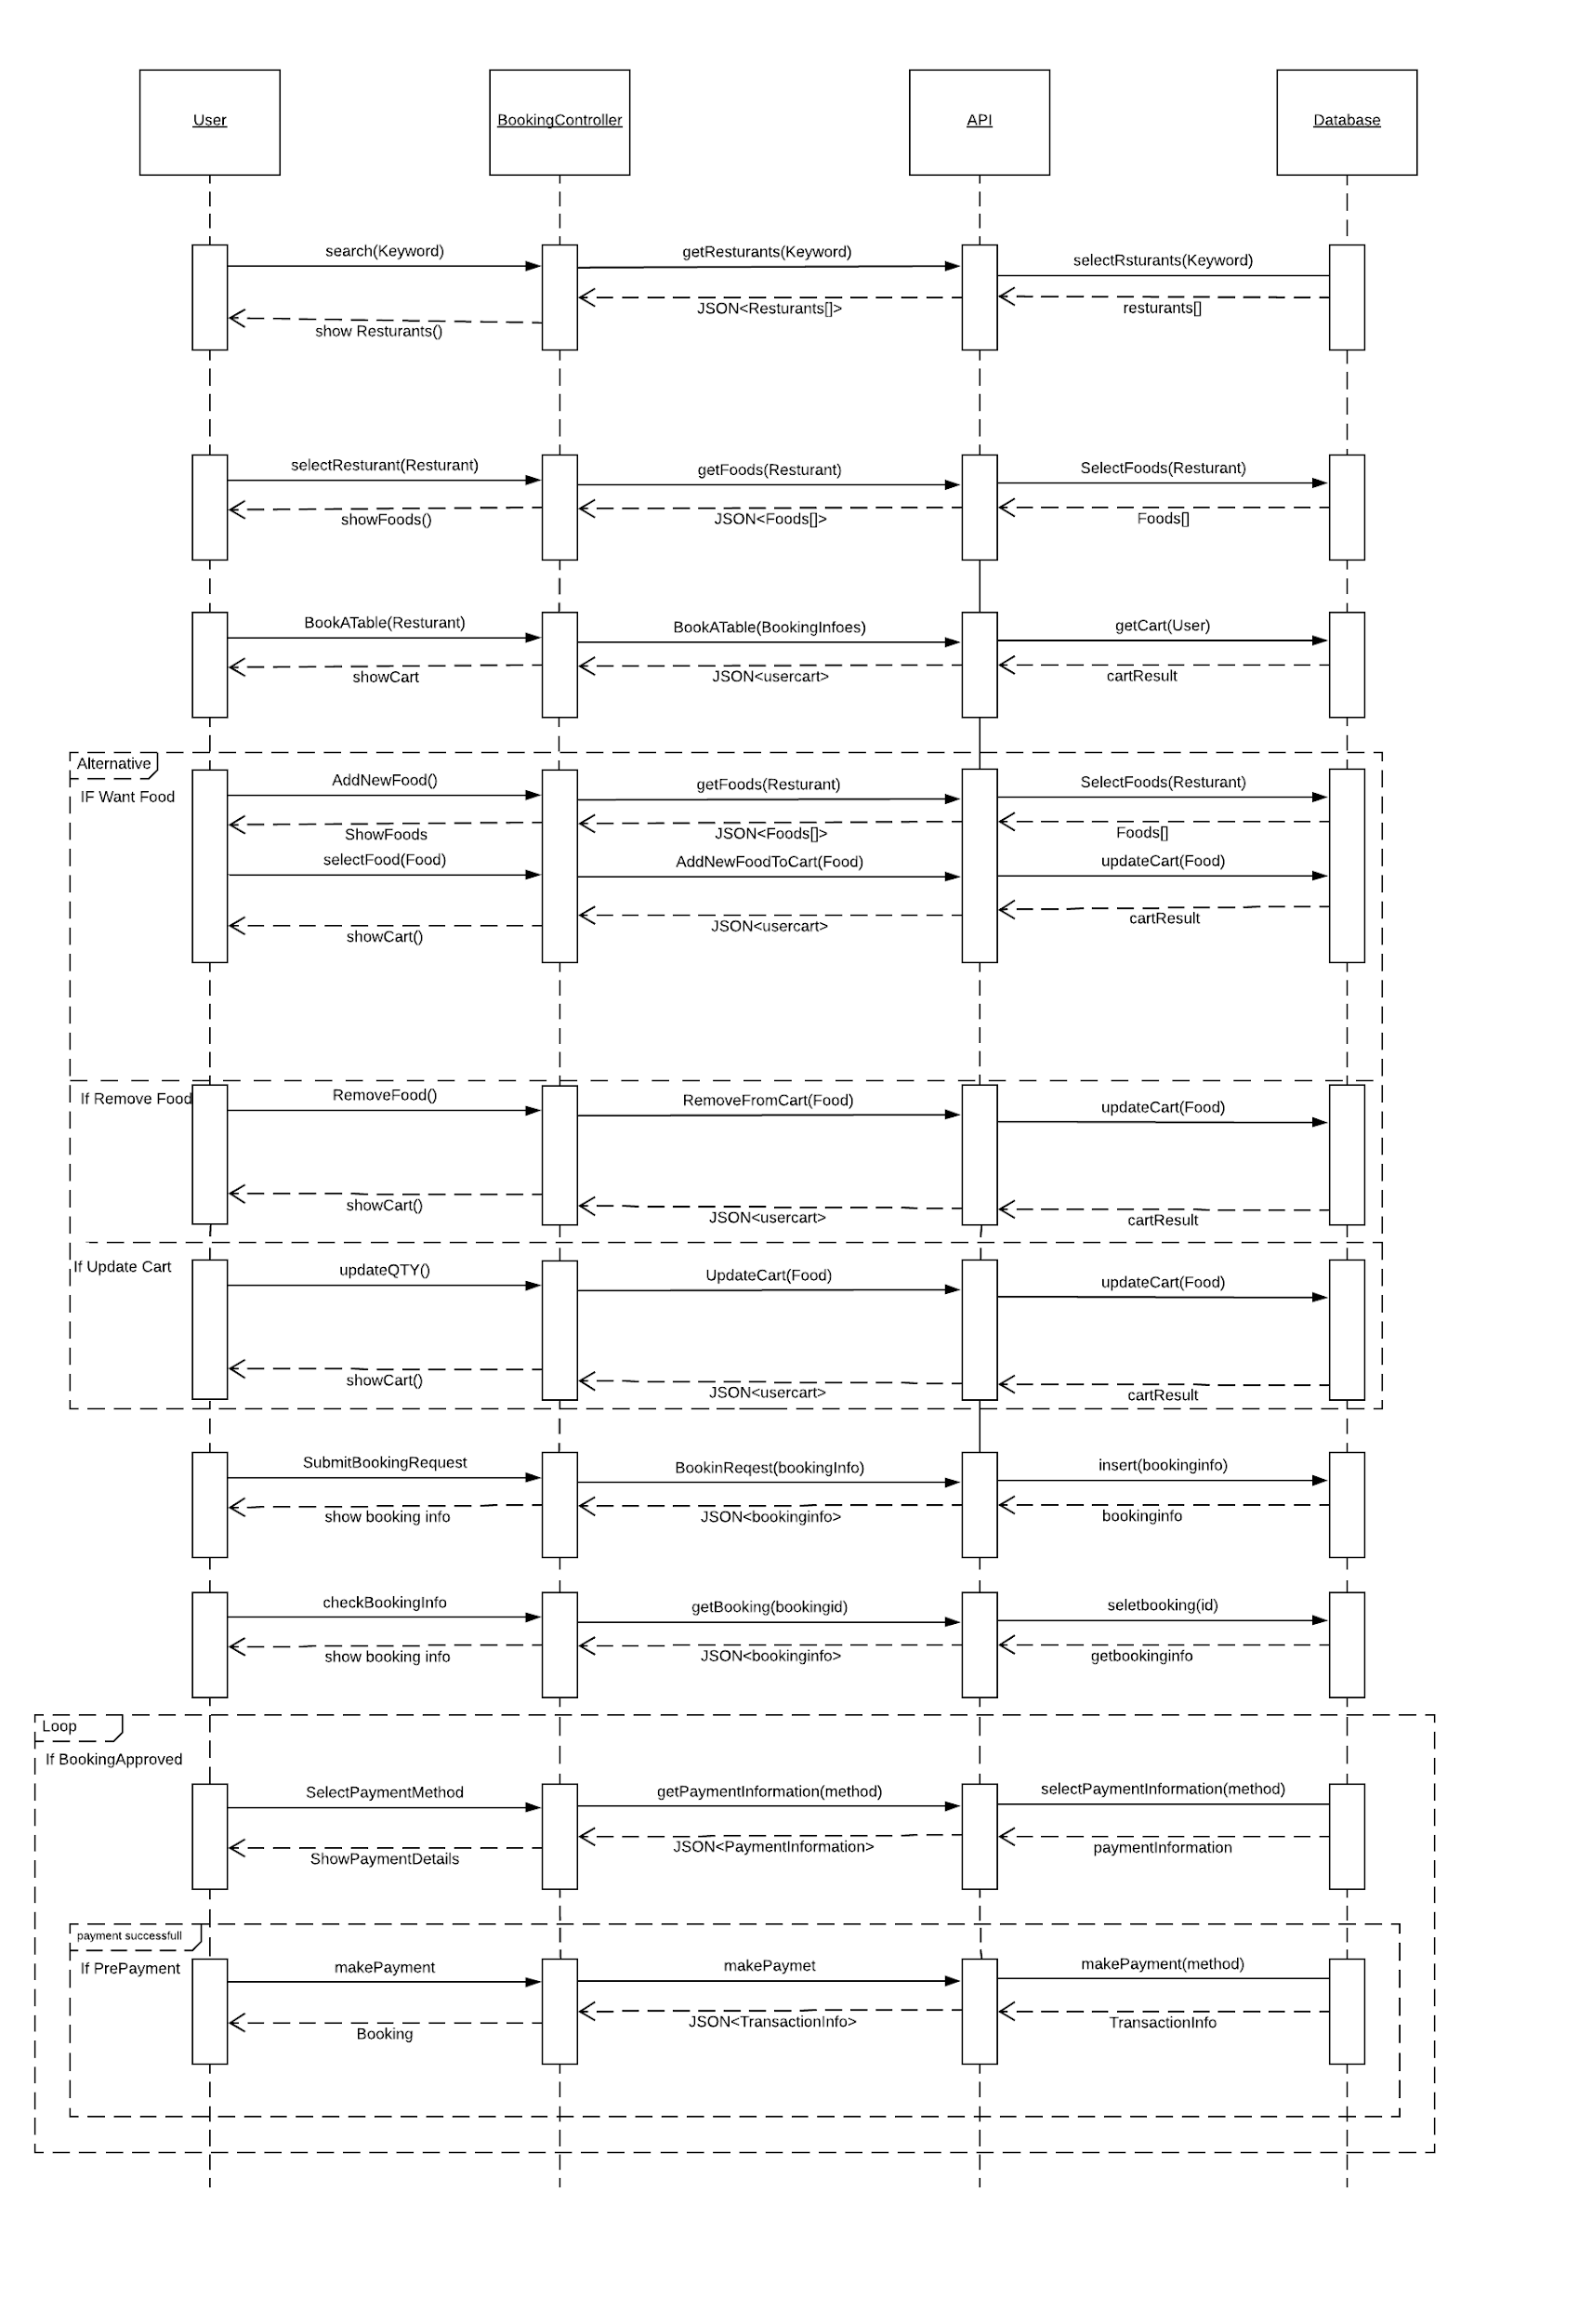 User
BookingController
API
Database
search(Keyword)
getResturants(Keyword)
selectRsturants(Keyword)
JSON<Resturants[]>
resturants[]
show Resturants()
selectResturant(Resturant)
getFoods(Resturant)
SelectFoods(Resturant)
showFoods()
JSON<Foods[]>
Foods[]
BookATable(Resturant)
BookATable(BookingInfoes)
getCart(User)
showCart
JSON<usercart>
cartResult
Alternative
IF Want Food
AddNewFood()
getFoods(Resturant)
SelectFoods(Resturant)
ShowFoods
JSON<Foods[]>
Foods[]
selectFood(Food)
AddNewFoodToCart(Food)
updateCart(Food)
showCart()
JSON<usercart>
cartResult
If Remove Food
RemoveFood()
RemoveFromCart(Food)
updateCart(Food)
showCart()
JSON<usercart>
cartResult
If Update Cart
updateQTY()
UpdateCart(Food)
updateCart(Food)
showCart()
JSON<usercart>
cartResult
SubmitBookingRequest
BookinReqest(bookingInfo)
insert(bookinginfo)
show booking info
JSON<bookinginfo>
bookinginfo
checkBookingInfo
getBooking(bookingid)
seletbooking(id)
show booking info
JSON<bookinginfo>
getbookinginfo
Loop
If BookingApproved
SelectPaymentMethod
getPaymentInformation(method)
selectPaymentInformation(method)
ShowPaymentDetails
JSON<PaymentInformation>
paymentInformation
payment successfull
If PrePayment
makePayment
makePaymet
makePayment(method)
Booking
JSON<TransactionInfo>
TransactionInfo